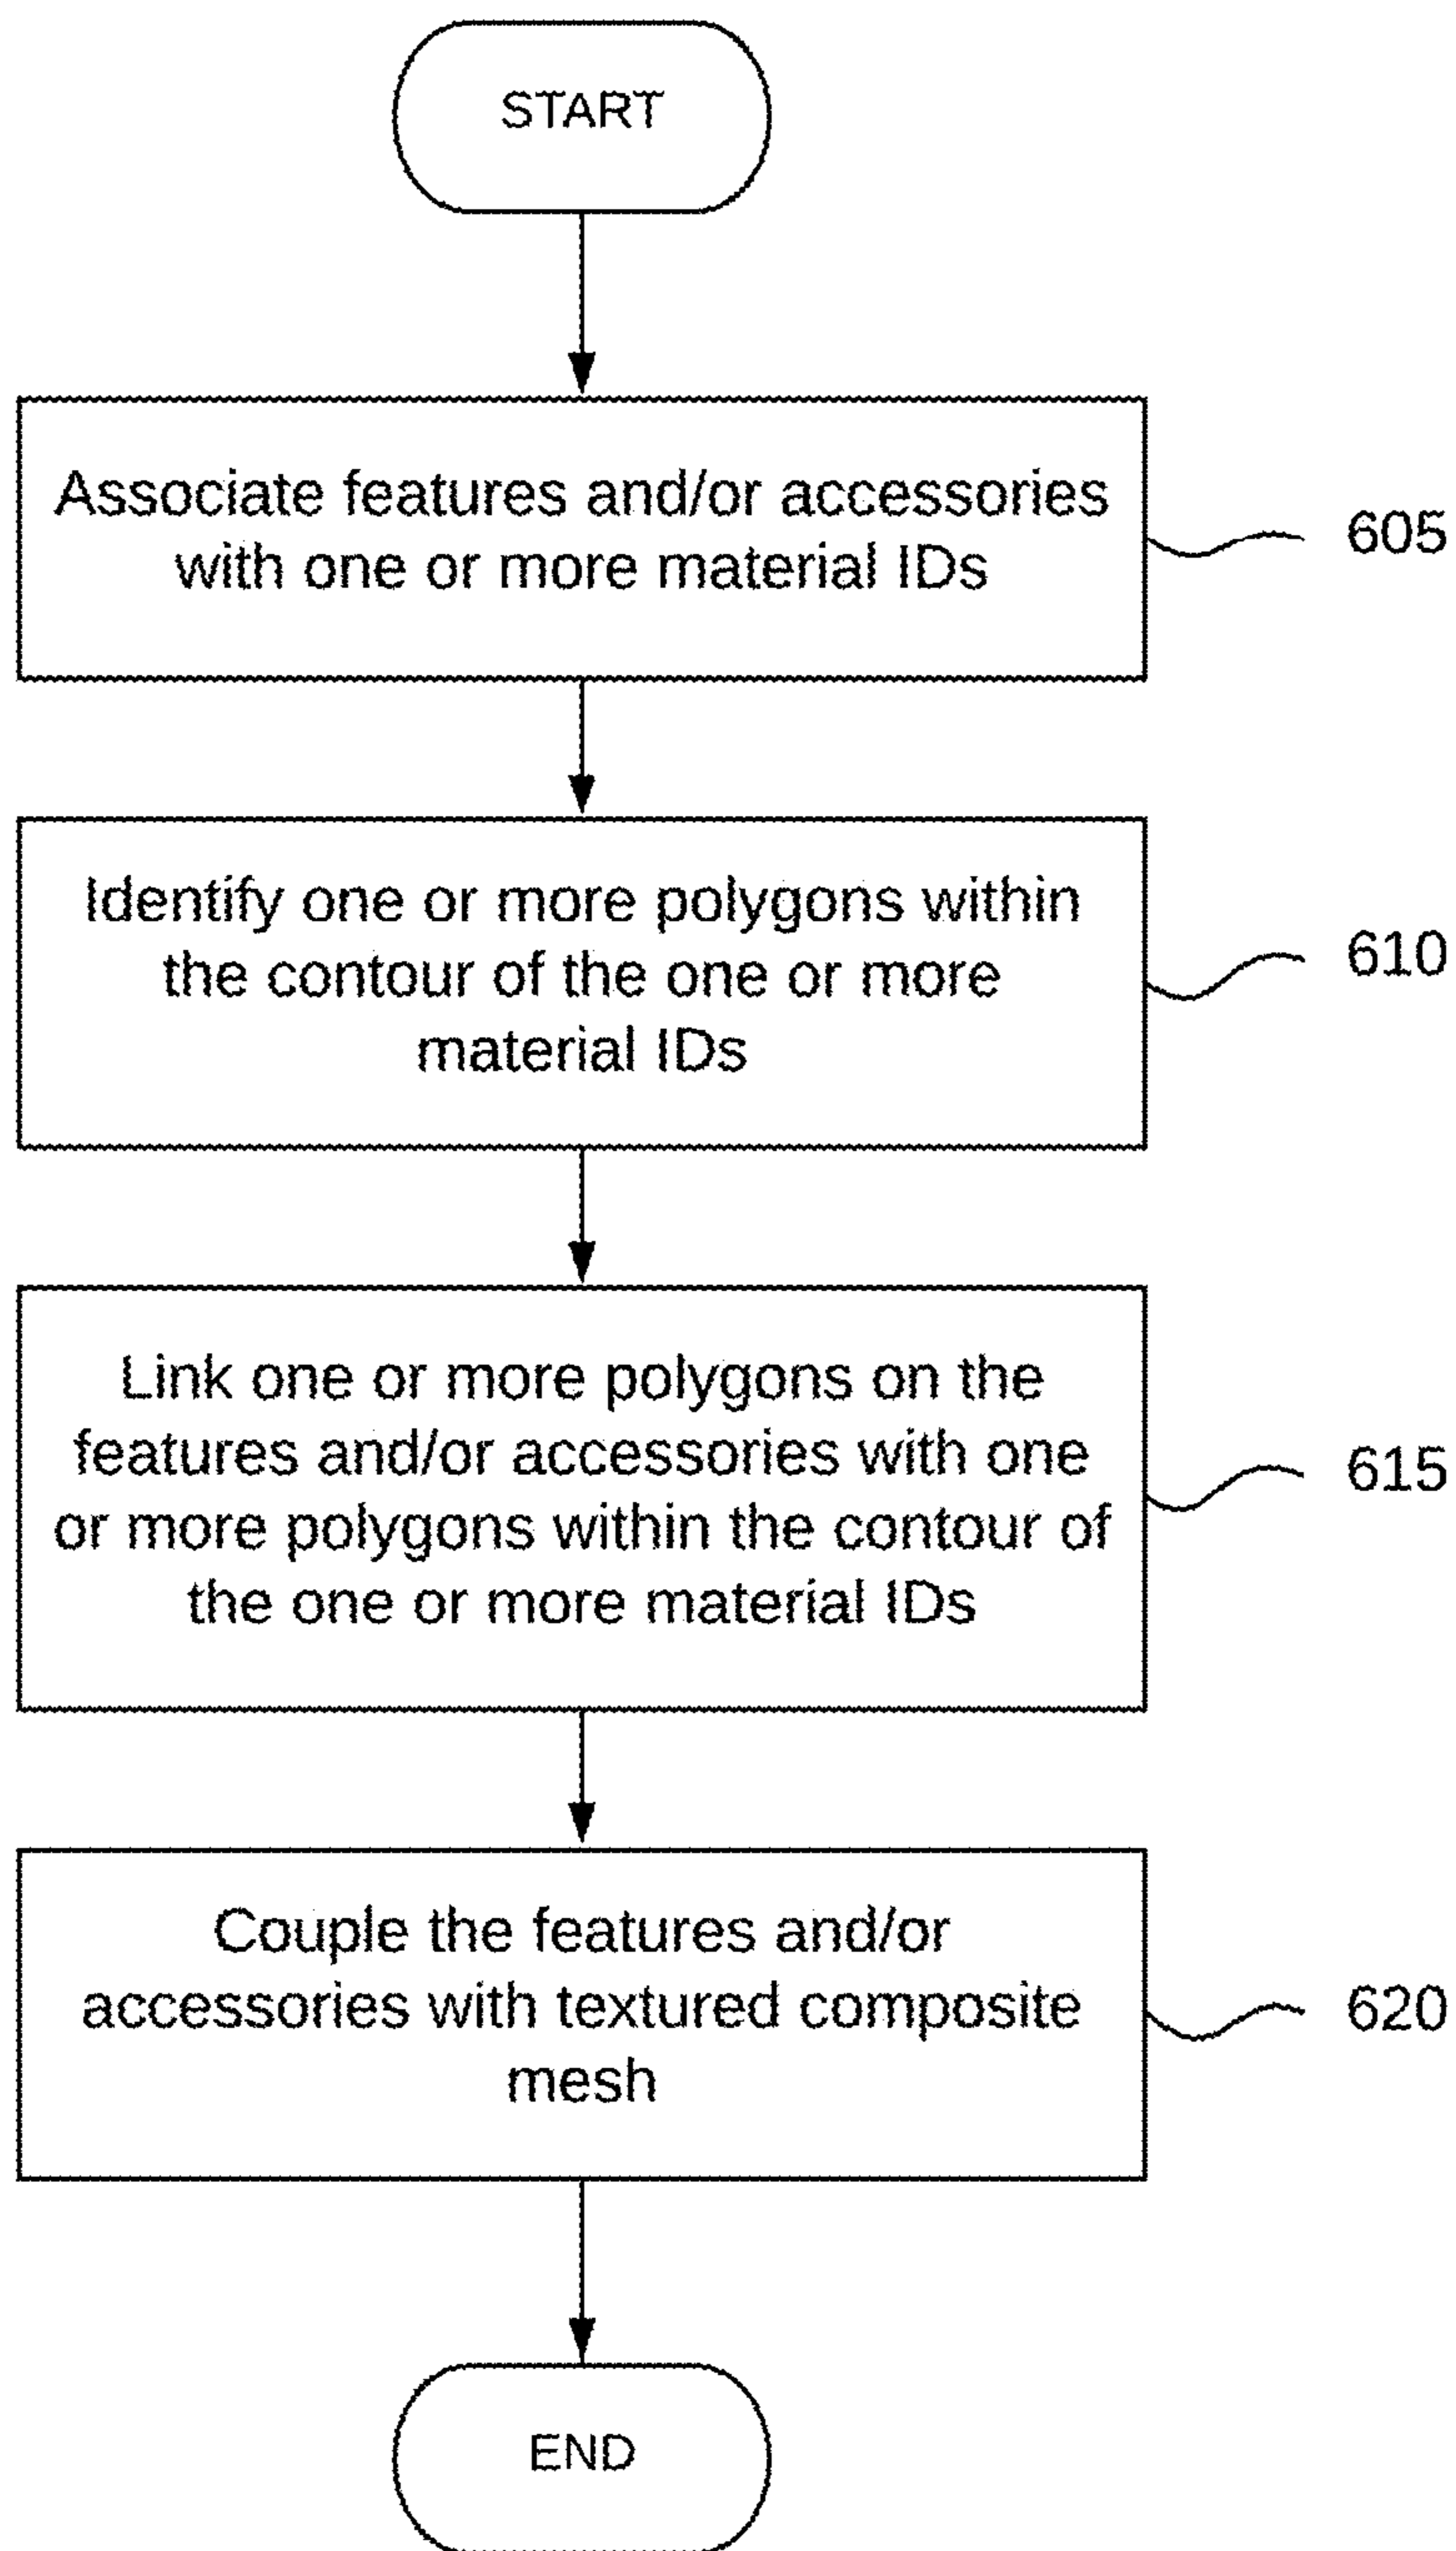 START
Associate features and/or accessories
with one or more material IDs
605
Identify one or more polygons within
the contour of the one or more
material IDs
610
Link one or more polygons on the
features and/or accessories with one
or more polygons within the contour of
the one or more material IDs
615
Couple the features and/or
accessories with textured composite
mesh
620
END